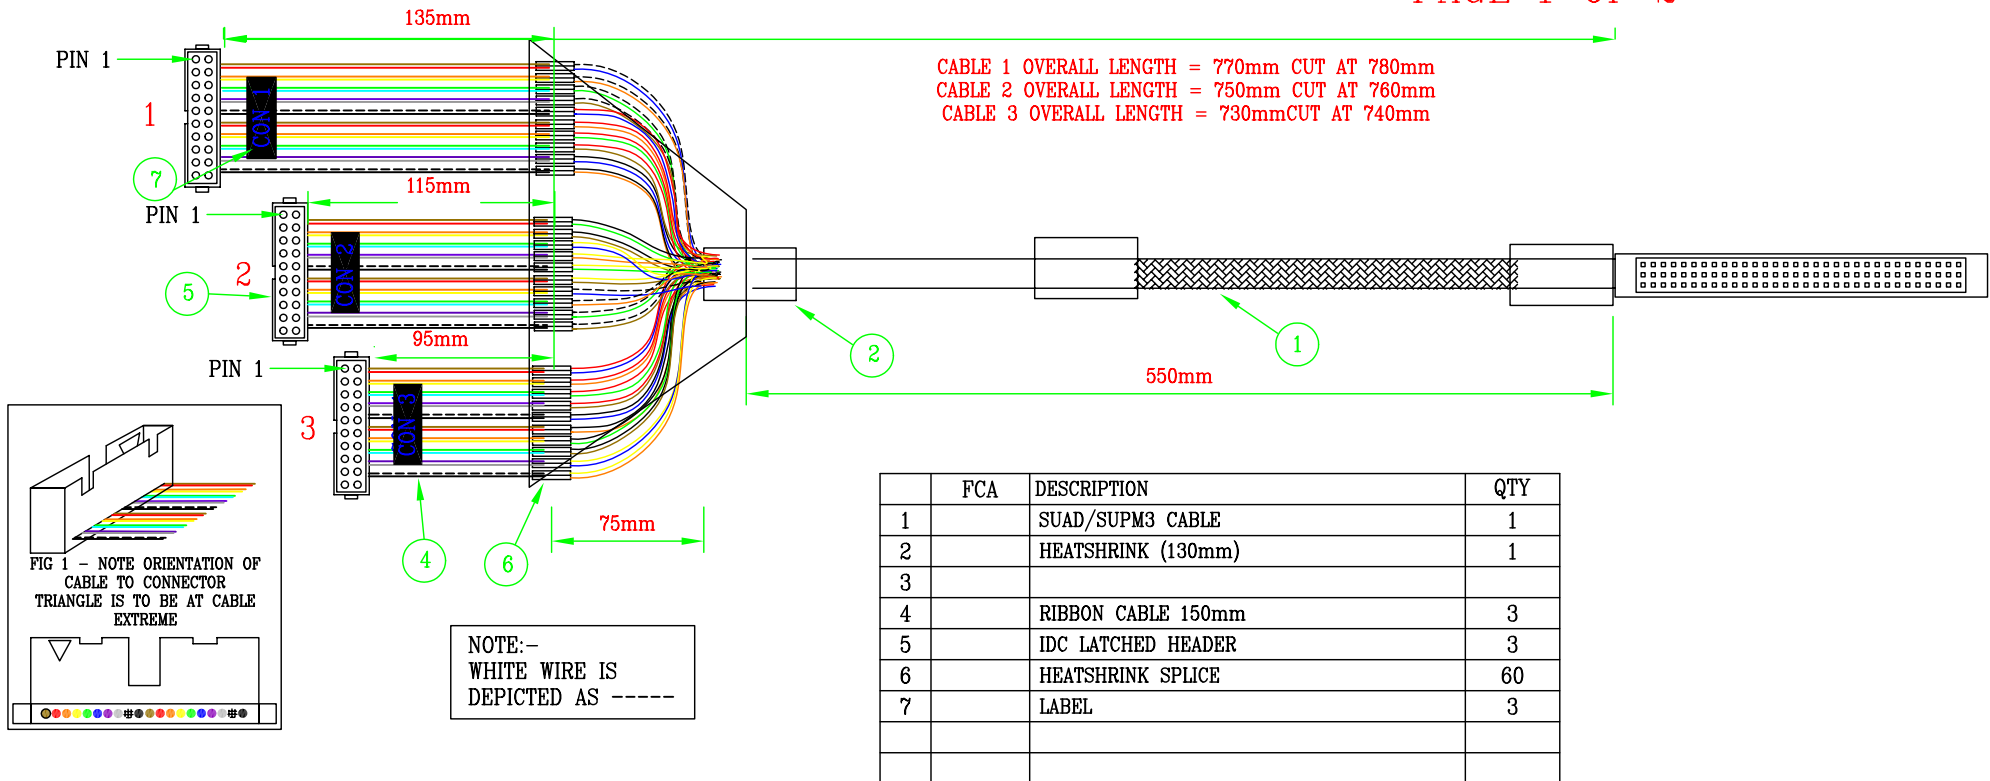 PAGE 1 OF 2
135mm
PIN 1
CABLE 1 OVERALL LENGTH = 770mm CUT AT 780mm
CABLE 2 OVERALL LENGTH = 750mm CUT AT 760mm
CABLE 3 OVERALL LENGTH = 730mmCUT AT 740mm
1
CON 1
7
115mm
PIN 1
2
CON 2
5
95mm
PIN 1
3
CON 3
2
1
550mm
4
6
75mm
FIG 1 - NOTE ORIENTATION OF
CABLE TO CONNECTOR
TRIANGLE IS TO BE AT CABLE
EXTREME
NOTE:-
WHITE WIRE IS
DEPICTED AS -----
FCA DESCRIPTION QTY
1 SUAD/SUPM3 CABLE 1
2 HEATSHRINK (130mm) 1
3
4 RIBBON CABLE 150mm 3
5 IDC LATCHED HEADER 3
6 HEATSHRINK SPLICE 60
7 LABEL 3